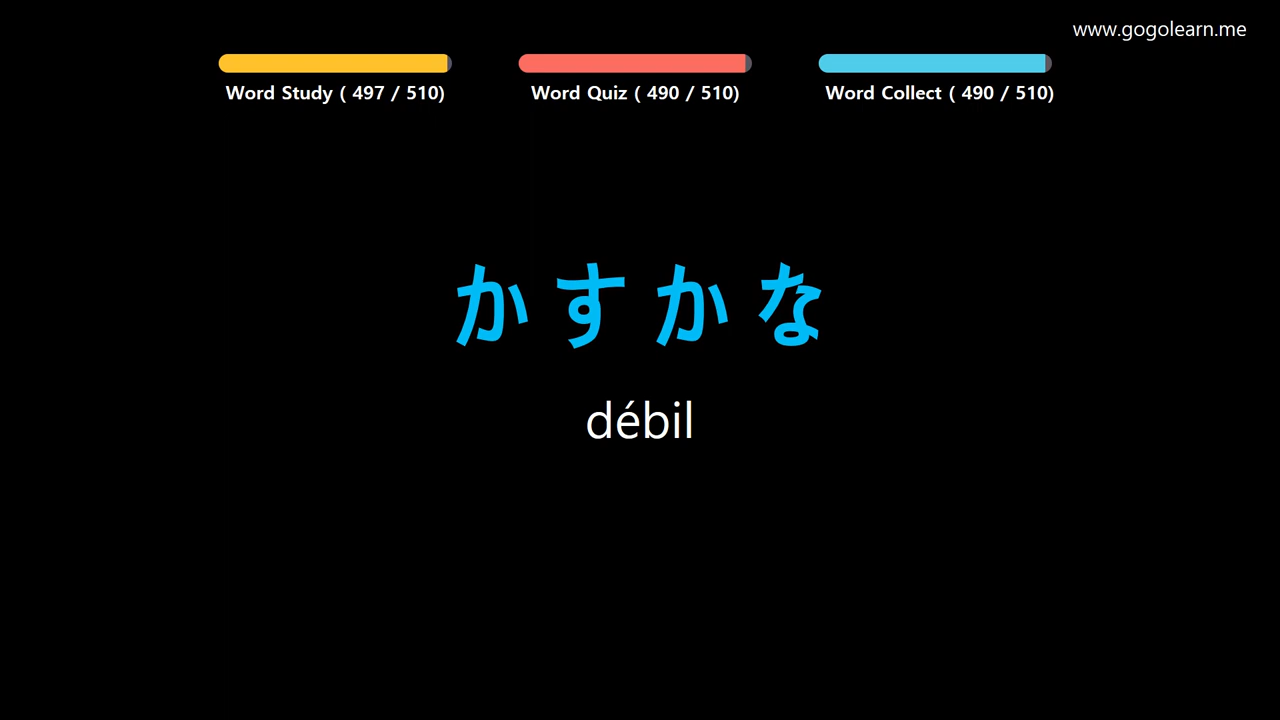 www.gogolearn.me
Word Study ( 497 / 510)
Word Quiz ( 490 / 510)
Word Collect ( 490 / 510)
かすかな
débil